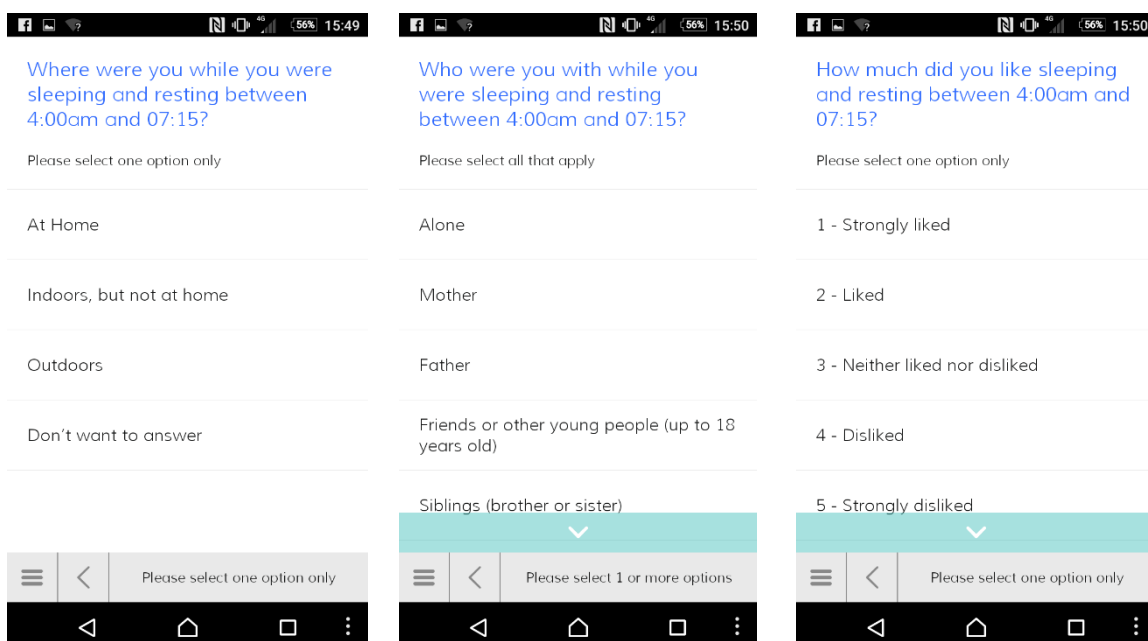 4G 56% 15:49
Where were you while you were
sleeping and resting between
4:00am and 07:15?
Please select one option only
At Home
Indoors, but not at home
Outdoors
Don't want to answer
Please select one option only
4G 56% 15:50
Who were you with while you
were sleeping and resting
between 4:00am and 07:15?
Please select all that apply
Alone
Mother
Father
Friends or other young people (up to 18
years old)
Siblings (brother or sister)
Please select 1 or more options
4G 56% 15:50
How much did you like sleeping
and resting between 4:00am and
07:15?
Please select one option only
1 - Strongly liked
2 - Liked
3 - Neither liked nor disliked
4 - Disliked
5 - Strongly disliked
Please select one option only